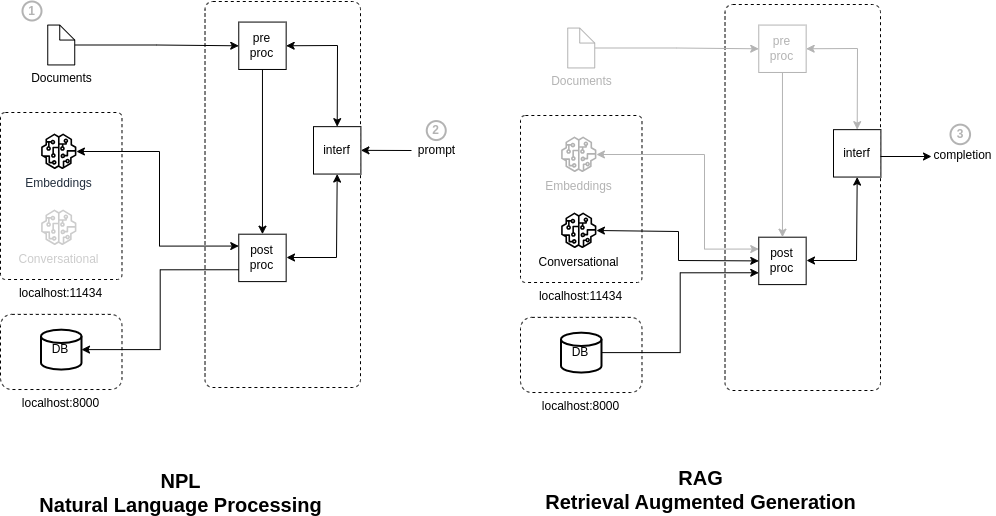 1
Documents
pre
proc
2
prompt
interf
Embeddings
Conversational
localhost:11434
post
proc
DB
localhost:8000
NPL
Natural Language Processing
Documents
pre
proc
3
completion
interf
Embeddings
Conversational
localhost:11434
post
proc
DB
localhost:8000
RAG
Retrieval Augmented Generation